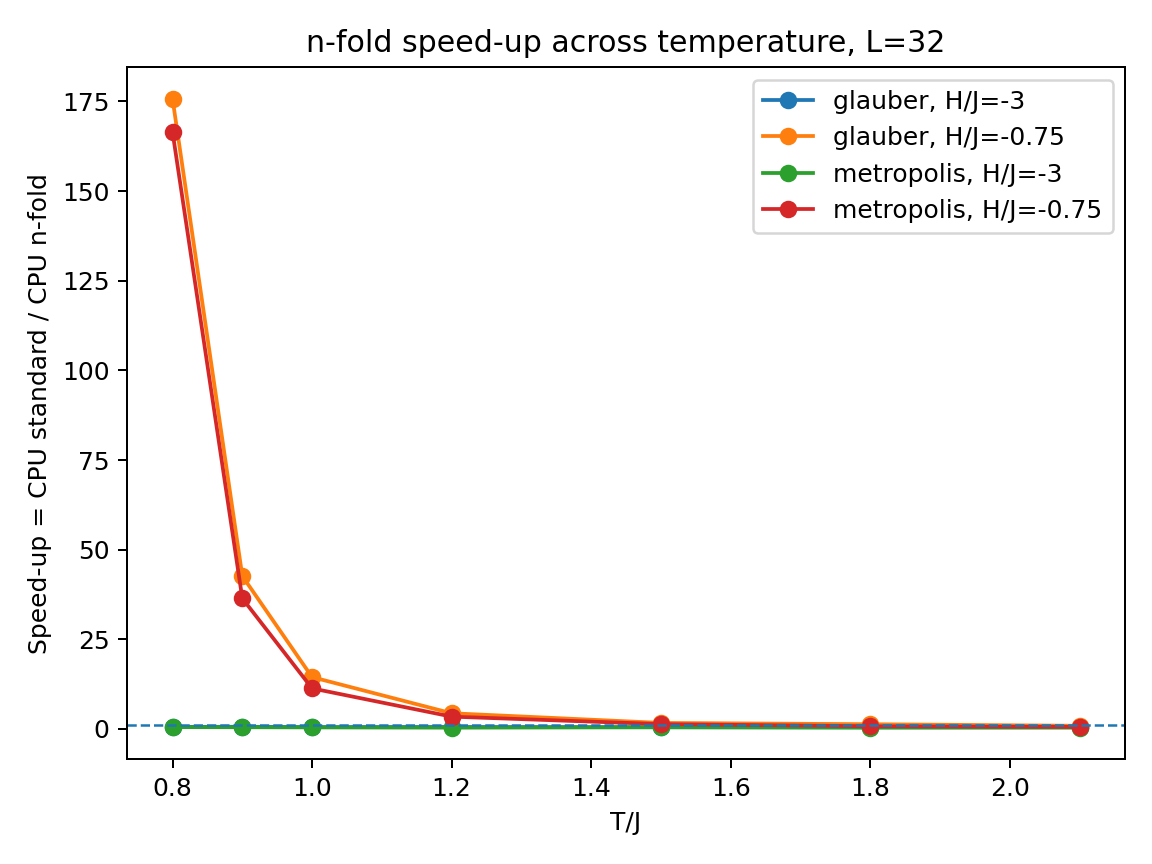 n-fold speed-up across temperature, L=32
glauber, H/J=-3
glauber, H/J=-0.75
metropolis, H/J=-3
metropolis, H/J=-0.75
Speed-up = CPU standard / CPU n-fold
175
150
125
100
75
50
25
0
0.8
1.0
1.2
1.4
1.6
1.8
2.0
T/J